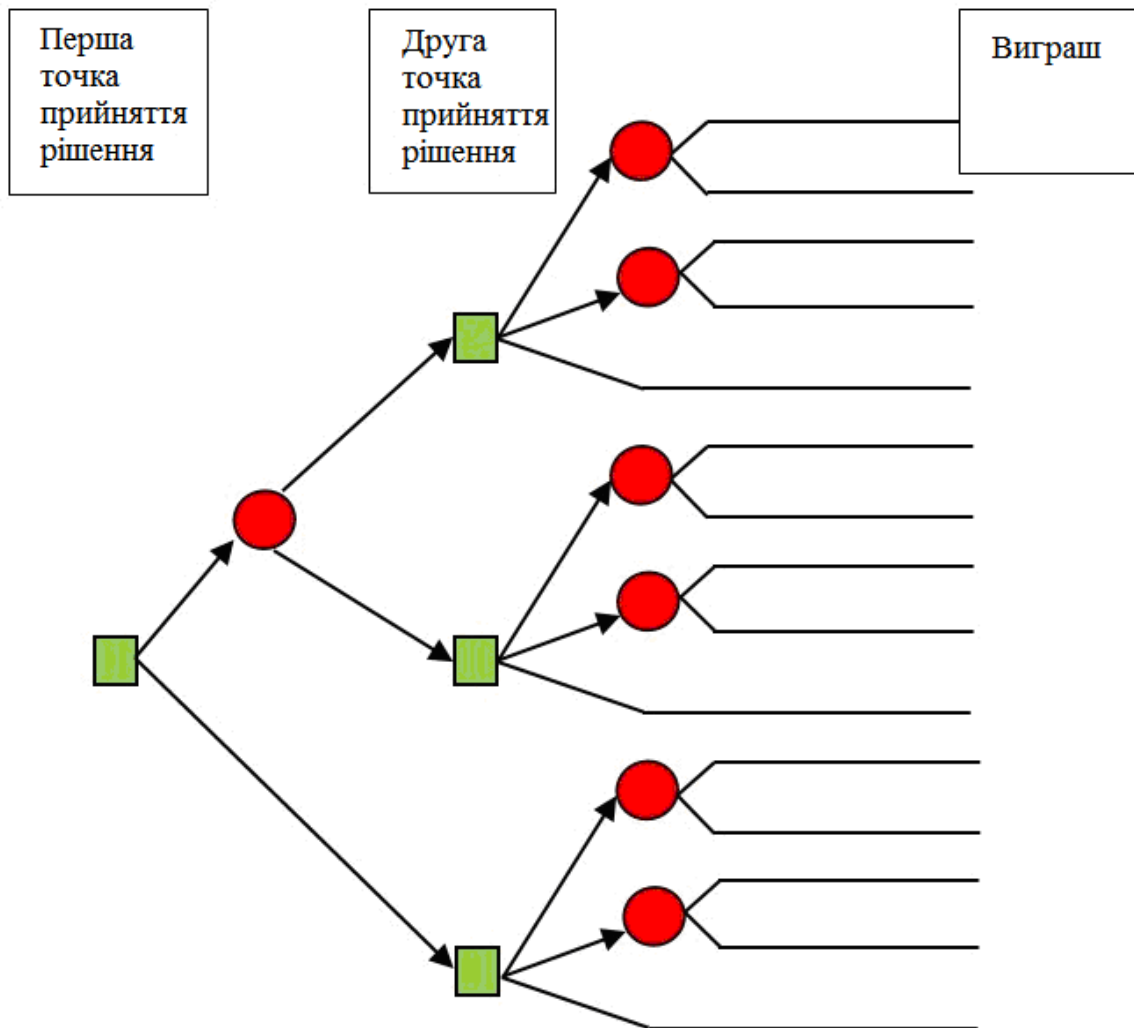 Перша
точка
прийняття
рішення
Друга
точка
прийняття
рішення
Виграш